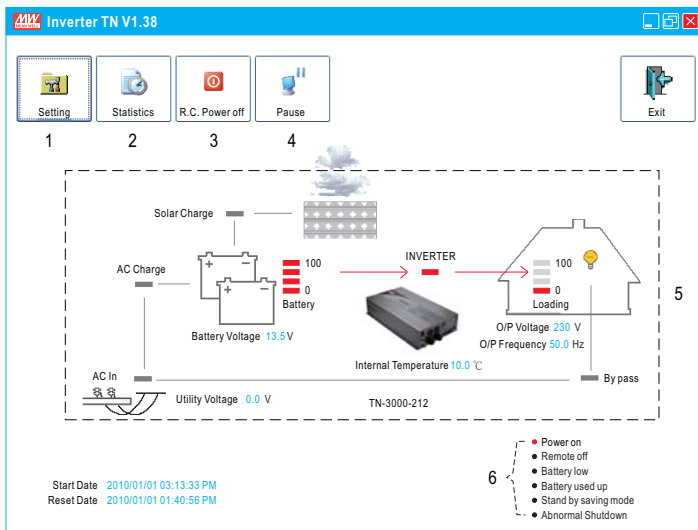 MW MEAN WELL Inverter TN V1.38
Setting Statistics R.C. Power off Pause Exit
1 2 3 4
Solar Charge
AC Charge
INVERTER
100
0
Battery
100
0
Loading
5
Battery Voltage 13.5 V
O/P Voltage 230 V
O/P Frequency 50.0 Hz
Internal Temperature 10.0 °C
AC In
By pass
Utility Voltage 0.0 V
TN-3000-212
6
Power on
Remote off
Battery low
Battery used up
Stand by saving mode
Abnormal Shutdown
Start Date 2010/01/01 03:13:33 PM
Reset Date 2010/01/01 01:40:56 PM